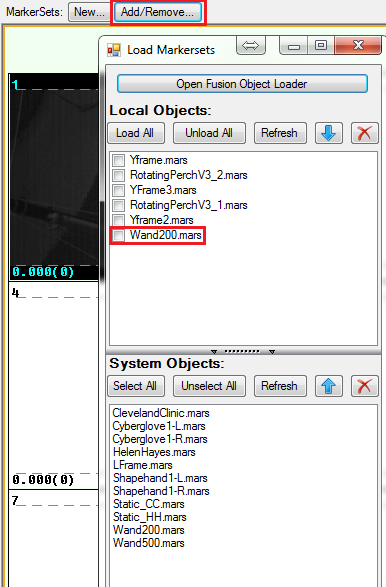 MarkerSets: New... Add/Remove...
1
0.000(0)
4
0.000(0)
7
Load Markersets
Open Fusion Object Loader
Local Objects:
Load All Unload All Refresh
Yframe.mars
RotatingPerchV3_2.mars
YFrame3.mars
RotatingPerchV3_1.mars
Yframe2.mars
Wand200.mars
System Objects:
Select All Unselect All Refresh
ClevelandClinic.mars
Cyberglove1-L.mars
Cyberglove1-R.mars
HelenHayes.mars
LFrame.mars
Shapehand1-L.mars
Shapehand1-R.mars
Static_CC.mars
Static_HH.mars
Wand200.mars
Wand500.mars